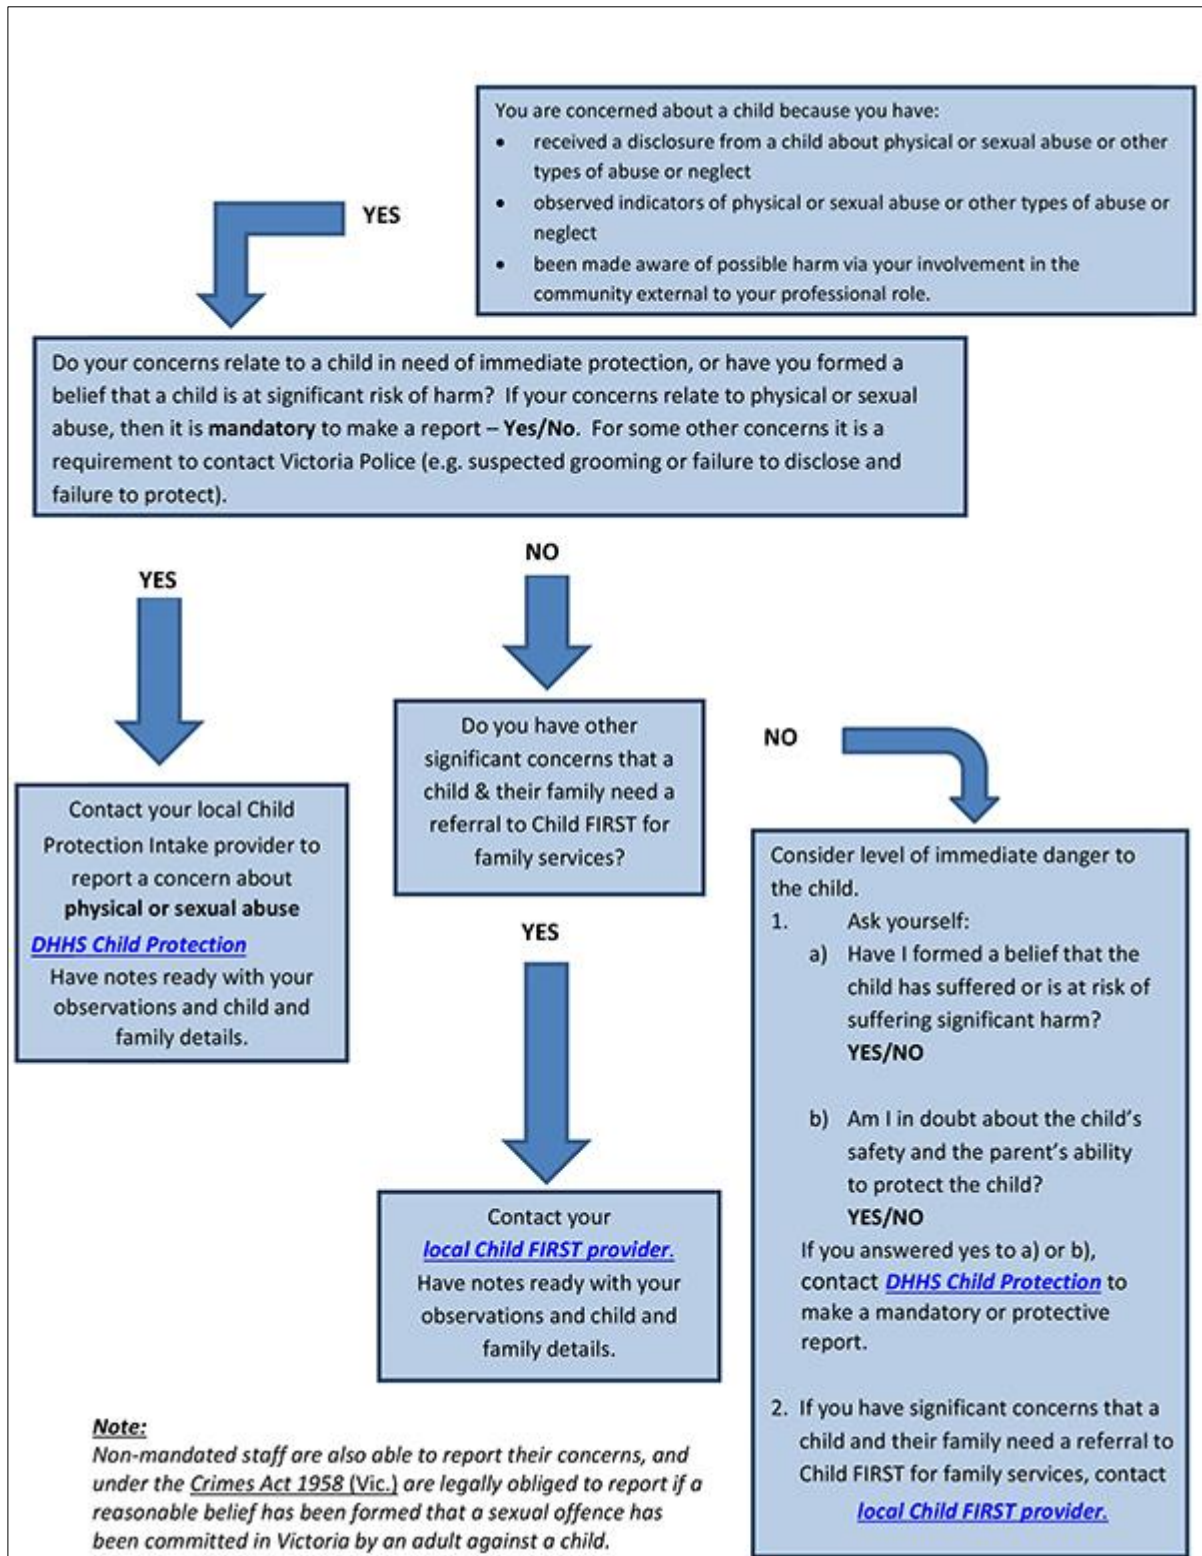 You are concerned about a child because you have:
• received a disclosure from a child about physical or sexual abuse or other
types of abuse or neglect
• observed indicators of physical or sexual abuse or other types of abuse or
neglect
• been made aware of possible harm via your involvement in the
community external to your professional role.
YES
Do your concerns relate to a child in need of immediate protection, or have you formed a
belief that a child is at significant risk of harm? If your concerns relate to physical or sexual
abuse, then it is mandatory to make a report – Yes/No. For some other concerns it is a
requirement to contact Victoria Police (e.g. suspected grooming or failure to disclose and
failure to protect).
YES
NO
Contact your local Child
Protection Intake provider to
report a concern about
physical or sexual abuse
DHHS Child Protection
Have notes ready with your
observations and child and
family details.
Do you have other
significant concerns that a
child & their family need a
referral to Child FIRST for
family services?
NO
YES
Contact your
local Child FIRST provider.
Have notes ready with your
observations and child and
family details.
Consider level of immediate danger to
the child.
1. Ask yourself:
a) Have I formed a belief that the
child has suffered or is at risk of
suffering significant harm?
YES/NO
b) Am I in doubt about the child's
safety and the parent's ability
to protect the child?
YES/NO
If you answered yes to a) or b),
contact DHHS Child Protection to
make a mandatory or protective
report.
2. If you have significant concerns that a
child and their family need a referral to
Child FIRST for family services, contact
local Child FIRST provider.
Note:
Non-mandated staff are also able to report their concerns, and
under the Crimes Act 1958 (Vic.) are legally obliged to report if a
reasonable belief has been formed that a sexual offence has
been committed in Victoria by an adult against a child.